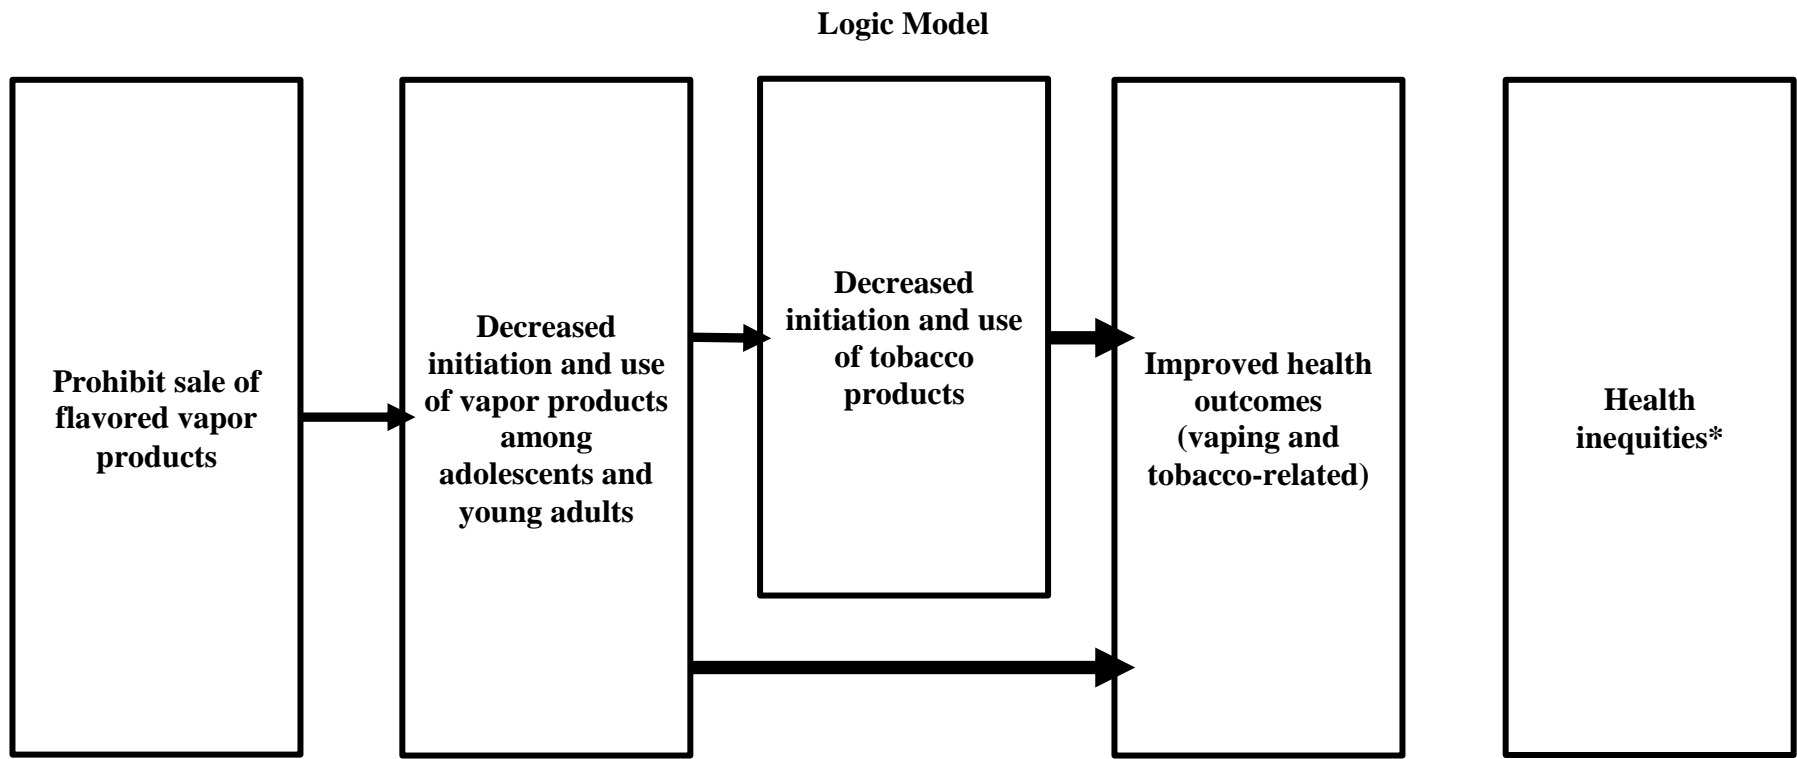 Logic Model
Prohibit sale of
flavored vapor
products
Decreased
initiation and use
of vapor products
among
adolescents and
young adults
Decreased
initiation and use
of tobacco
products
Improved health
outcomes
(vaping and
tobacco-related)
Health
inequities*